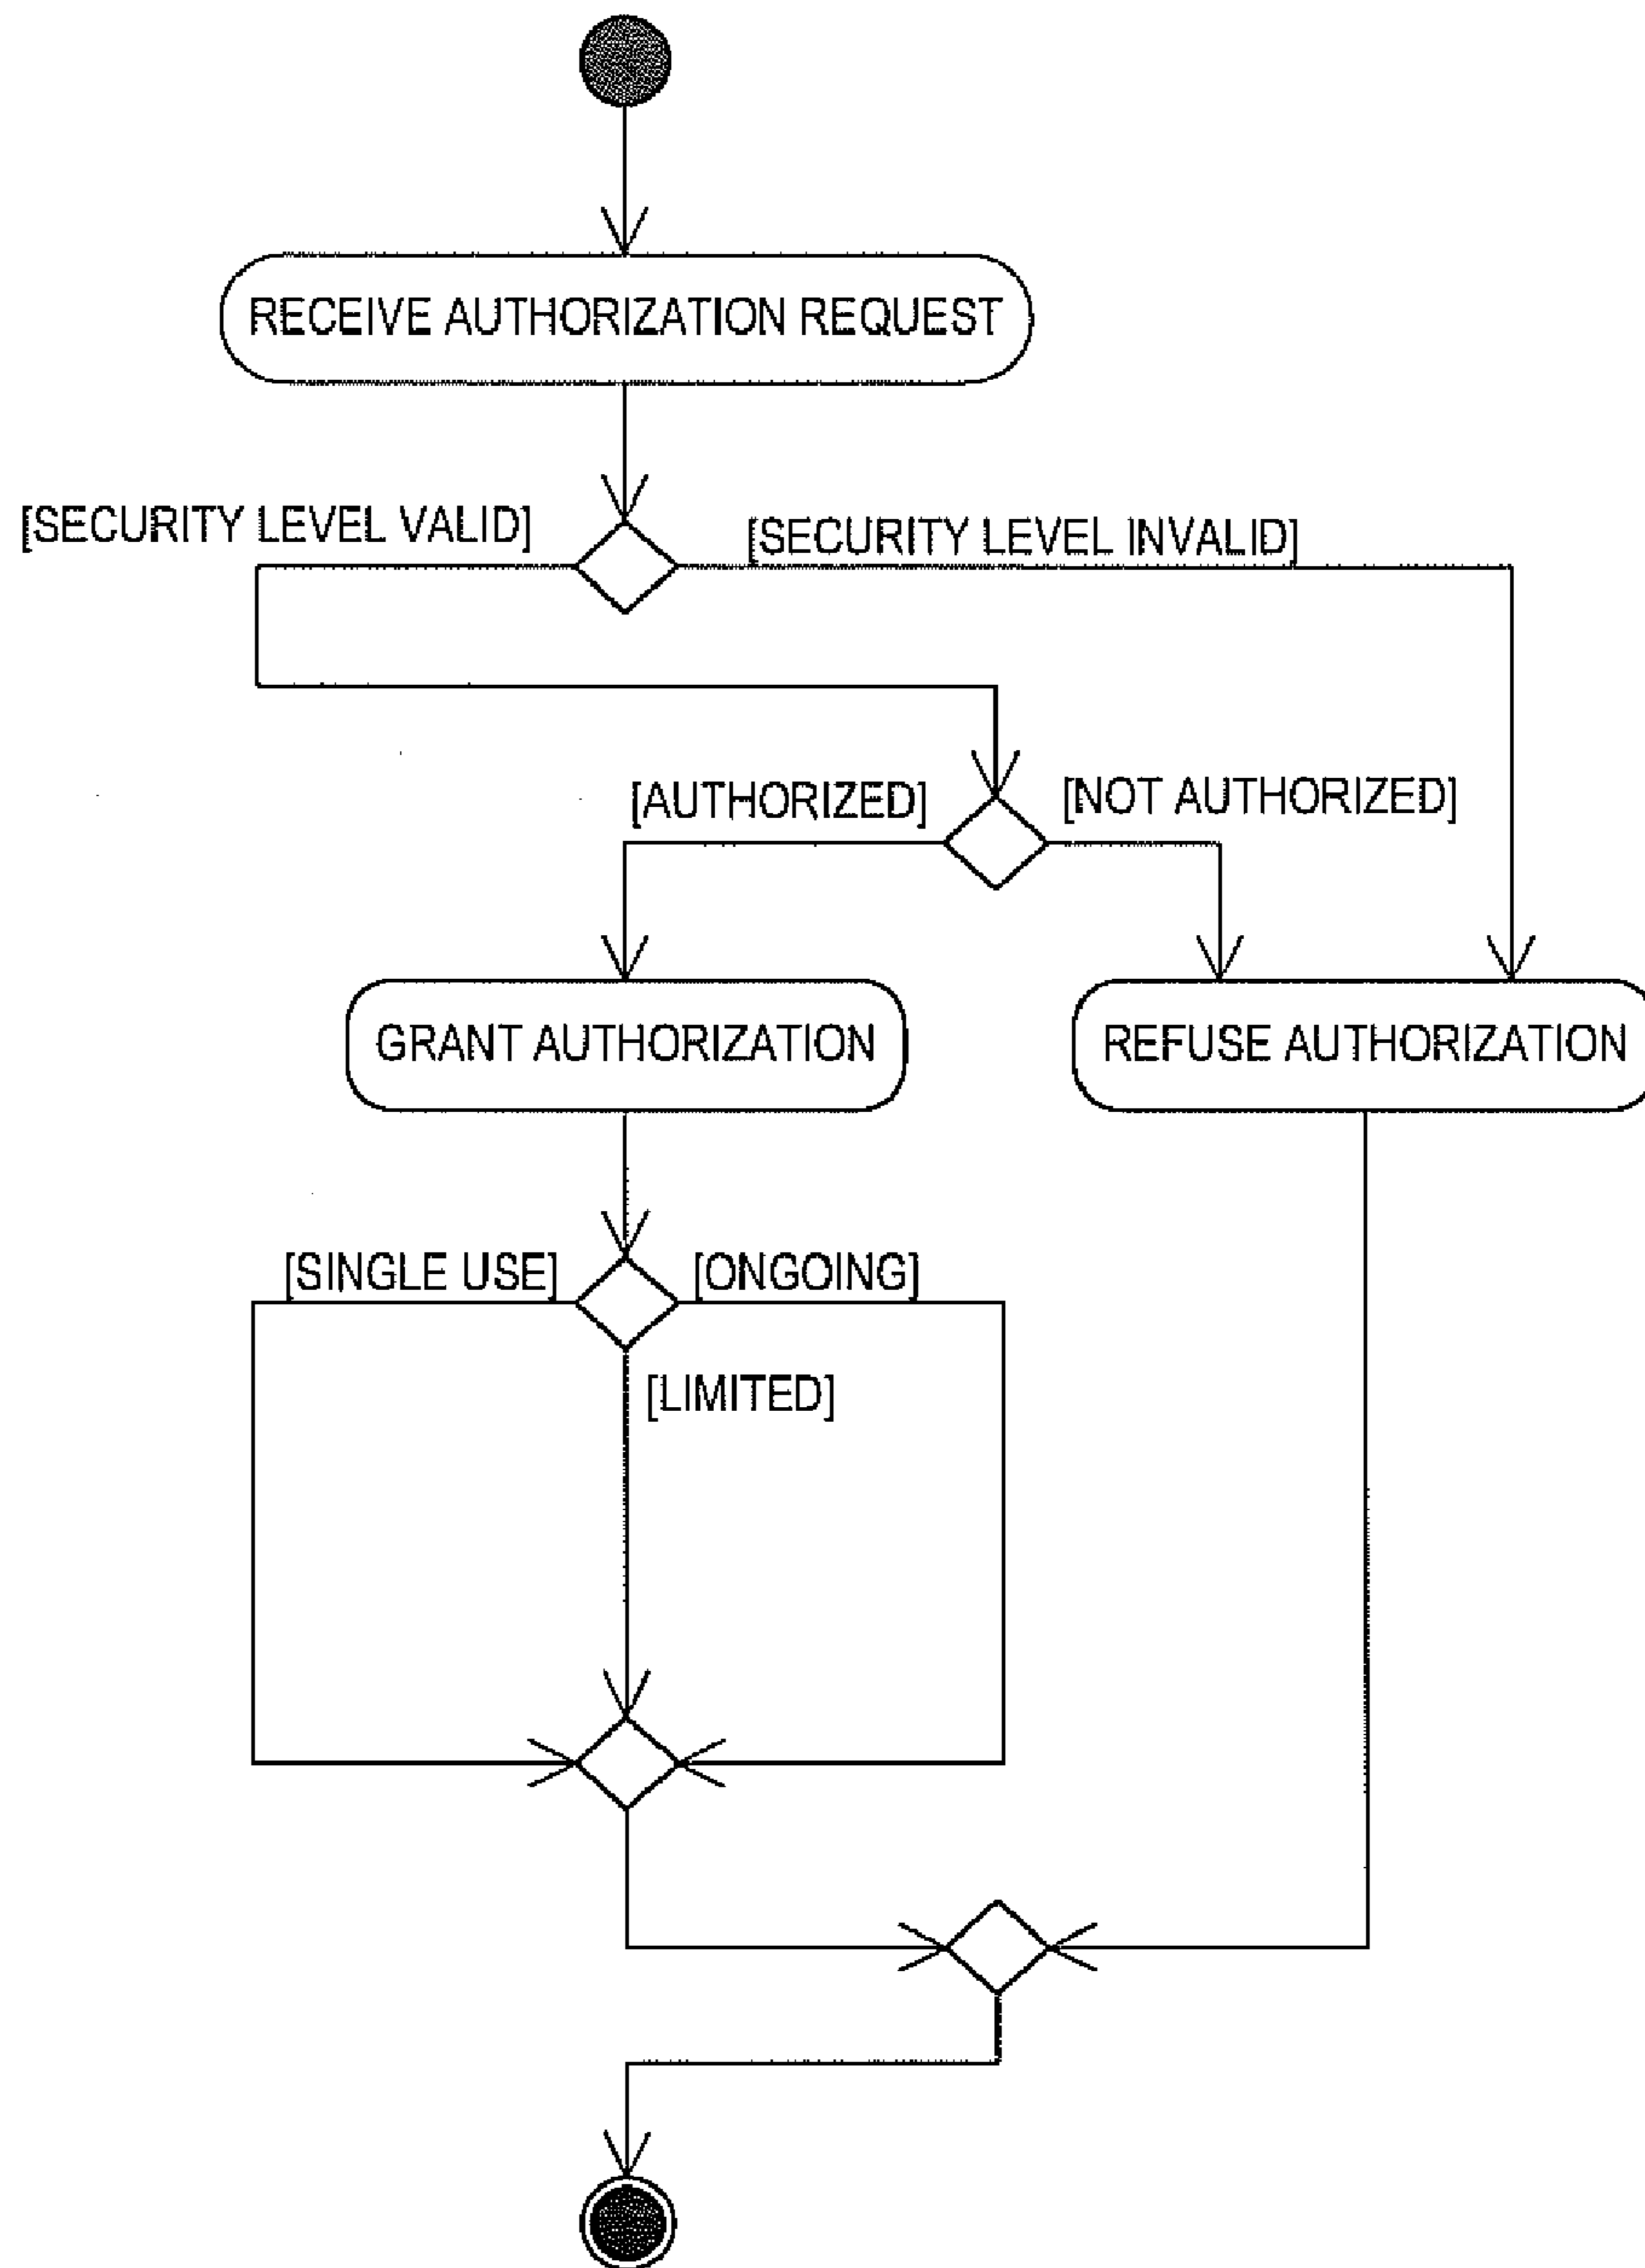 RECEIVE AUTHORIZATION REQUEST
[SECURITY LEVEL VALID]
[SECURITY LEVEL INVALID]
[AUTHORIZED]
[NOT AUTHORIZED]
GRANT AUTHORIZATION
REFUSE AUTHORIZATION
[SINGLE USE]
[ONGOING]
[LIMITED]